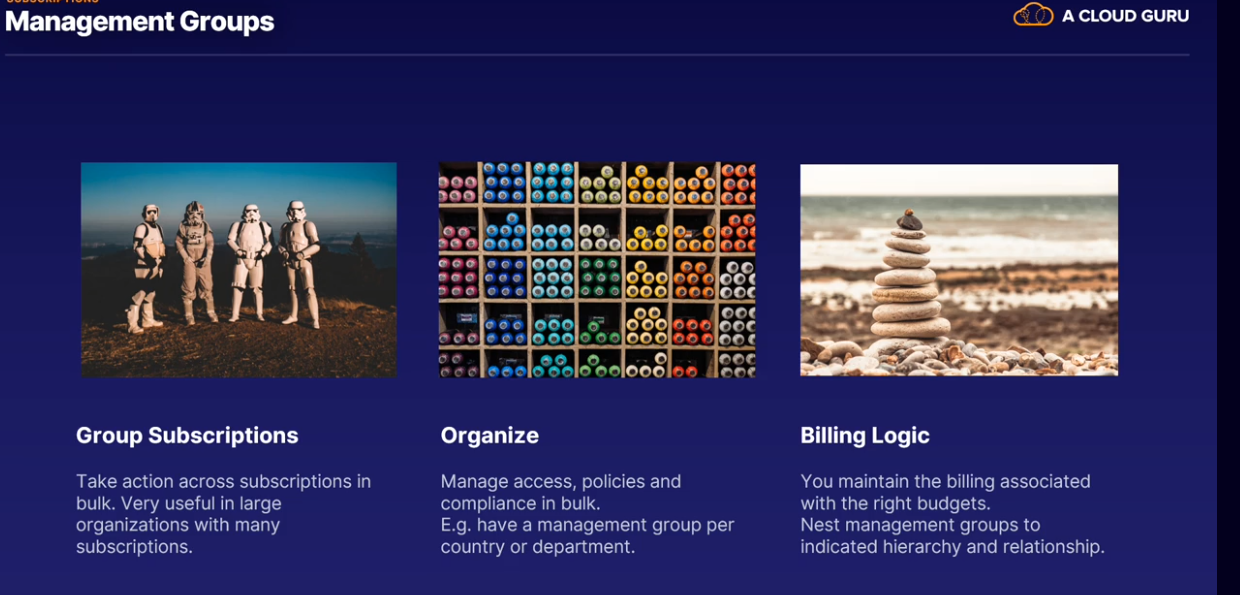 SUBSCRIPTIONS
Management Groups
A CLOUD GURU
Group Subscriptions
Take action across subscriptions in
bulk. Very useful in large
organizations with many
subscriptions.
Organize
Manage access, policies and
compliance in bulk.
E.g. have a management group per
country or department.
Billing Logic
You maintain the billing associated
with the right budgets.
Nest management groups to
indicated hierarchy and relationship.